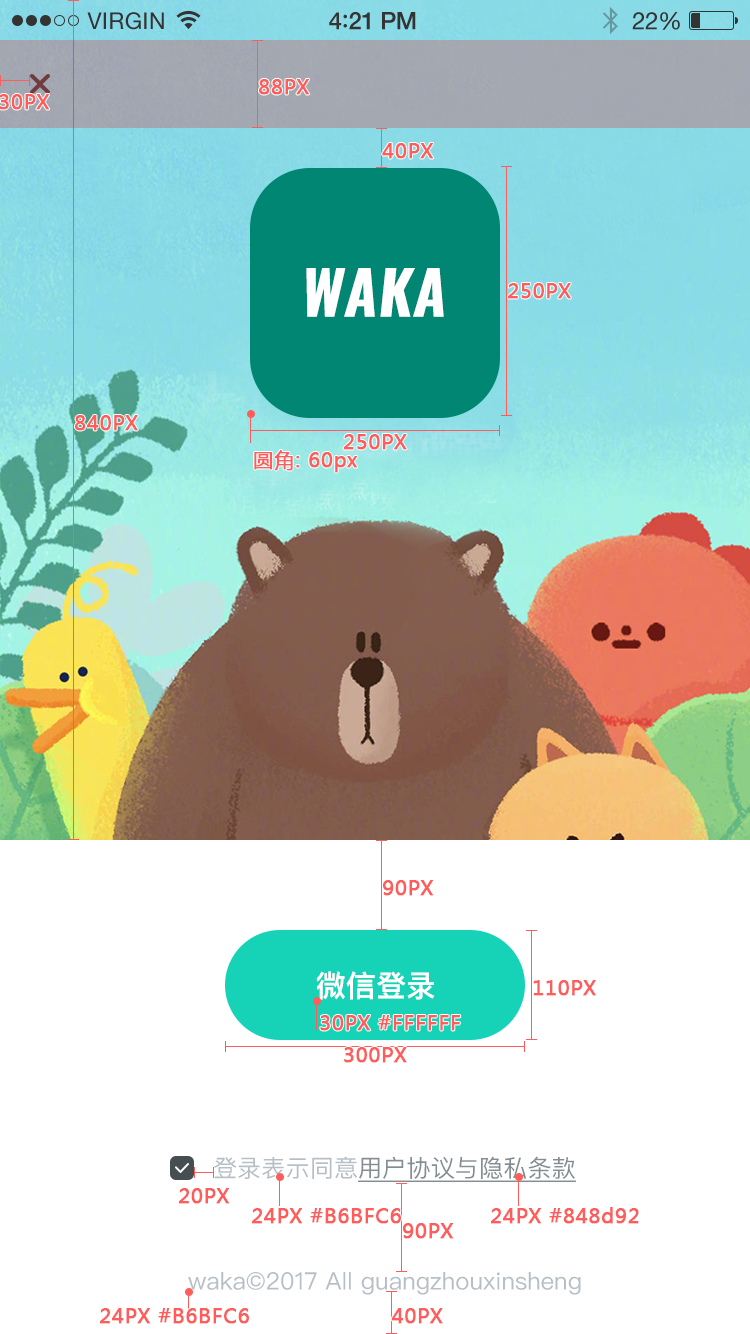 VIRGIN 4:21 PM 22%
88PX
30PX
40PX
WAKA
250PX
840PX
250PX
圆角: 60px
90PX
微信登录
110PX
30PX #FFFFFF
300PX
登录表示同意用户协议与隐私条款
20PX
24PX #B6BFC6
24PX #848d92
90PX
waka©2017 All guangzhouxinsheng
24PX #B6BFC6
40PX